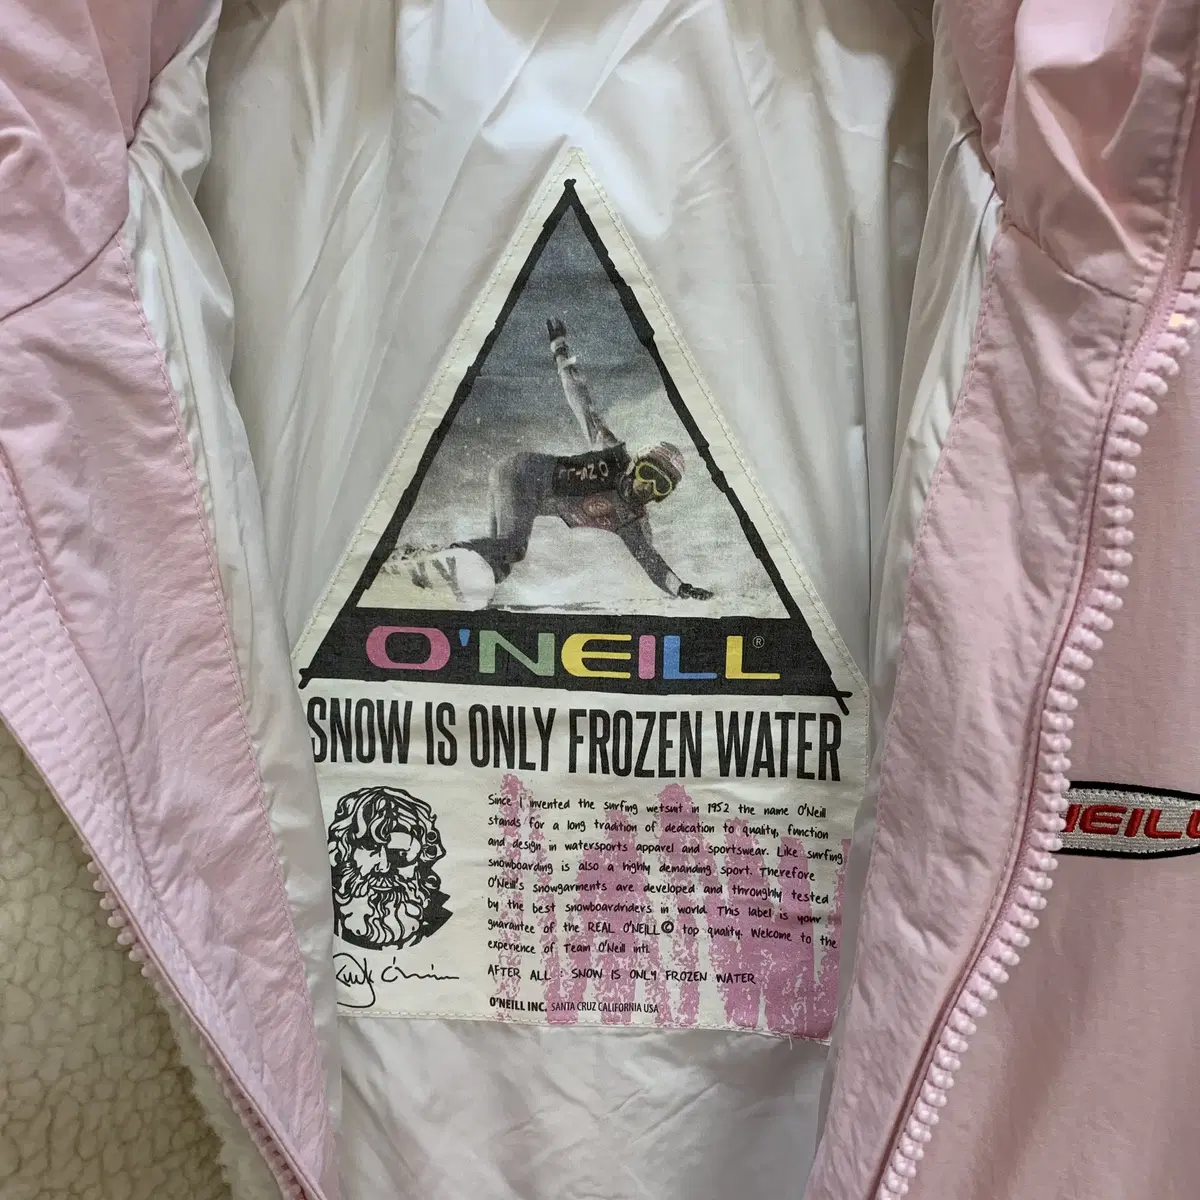 O'NEILL®
SNOW IS ONLY FROZEN WATER
Since I invented the surfing wetsuit in 1952 the name O'Neill
stands for a long tradition of dedication to quality, function
and design in watersports apparel and sportswear. Like surfing
snowboarding is also a highly demanding sport. Therefore
O'Neill's snowgarments are developed and throughly tested
by the best snowboardriders in world. This label is your
guarantee of the REAL O'NEILL© top quality. Welcome to the
experience of Team O'Neill intl.
AFTER ALL : SNOW IS ONLY FROZEN WATER
O'NEILL INC. SANTA CRUZ CALIFORNIA USA
NEILL